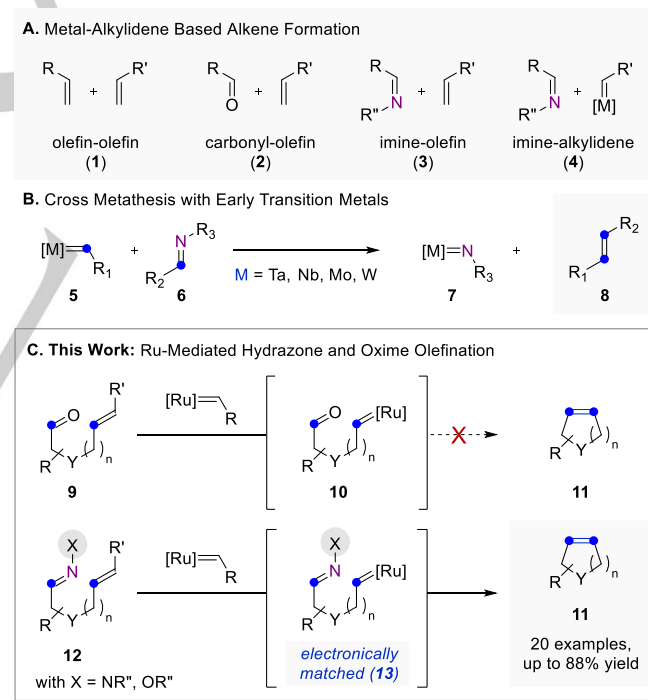 A. Metal-Alkylidene Based Alkene Formation
R R' R R' R R' R R'
+ + + +
O N N
R" R" [M]
olefin-olefin carbonyl-olefin imine-olefin imine-alkylidene
(1) (2) (3) (4)
B. Cross Metathesis with Early Transition Metals
[M] + N R3 [M]=N + R2
R1 R2 M = Ta, Nb, Mo, W R3 R1
5 6 7 8
C. This Work: Ru-Mediated Hydrazone and Oxime Olefination
R'
O [Ru] O [Ru]
R X
R Y ( )n R Y ( )n R Y ( )n
9 10 11
X R' X
N [Ru] N [Ru]
R
R Y ( )n R Y ( )n R Y ( )n
12 electronically 11
matched (13) 20 examples,
with X = NR", OR" up to 88% yield